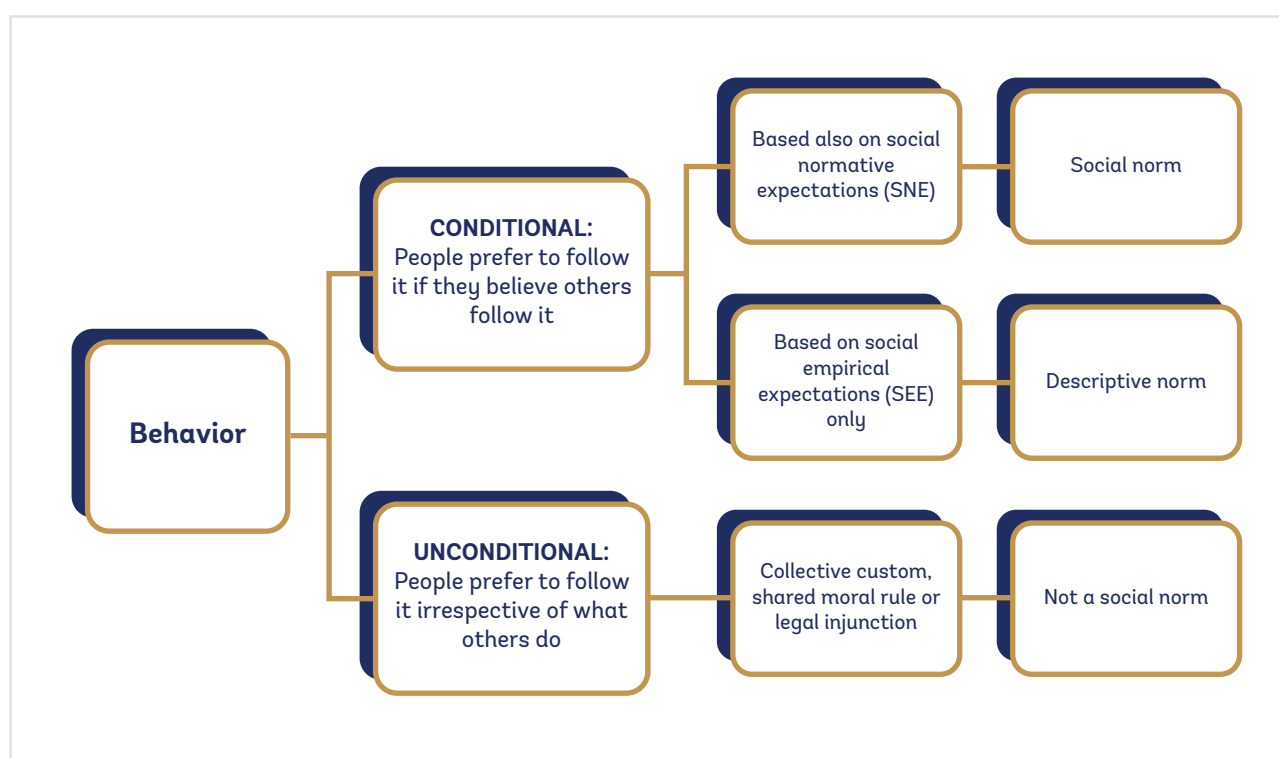 Behavior
CONDITIONAL:
People prefer to follow
it if they believe others
follow it
Based also on social
normative
expectations (SNE)
Social norm
Based on social
empirical
expectations (SEE)
only
Descriptive norm
UNCONDITIONAL:
People prefer to follow
it irrespective of what
others do
Collective custom,
shared moral rule or
legal injunction
Not a social norm